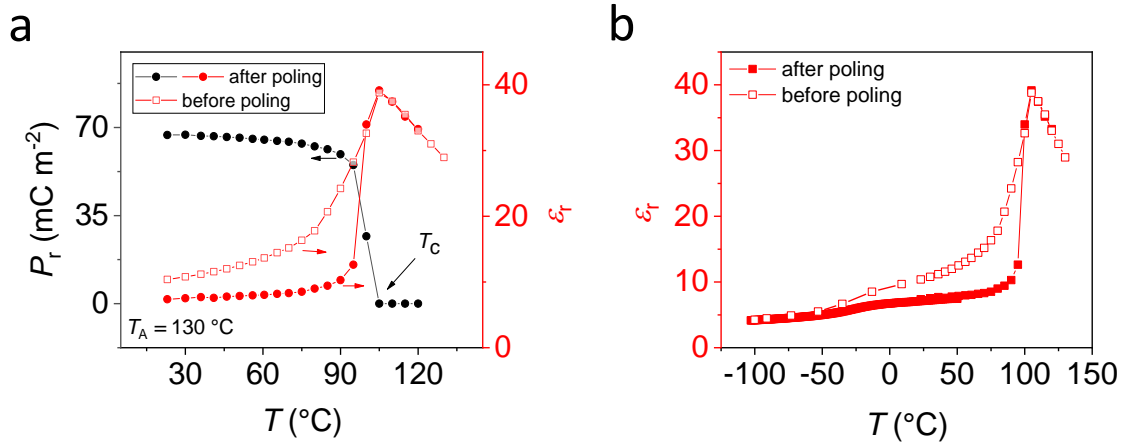 a
after poling
before poling
70
35
0
P_r (mC m⁻²)
T_A = 130 °C
T_C
40
20
0
ε_r
30
60
90
120
T (°C)
b
after poling
before poling
40
30
20
10
0
ε_r
-100
-50
0
50
100
150
T (°C)